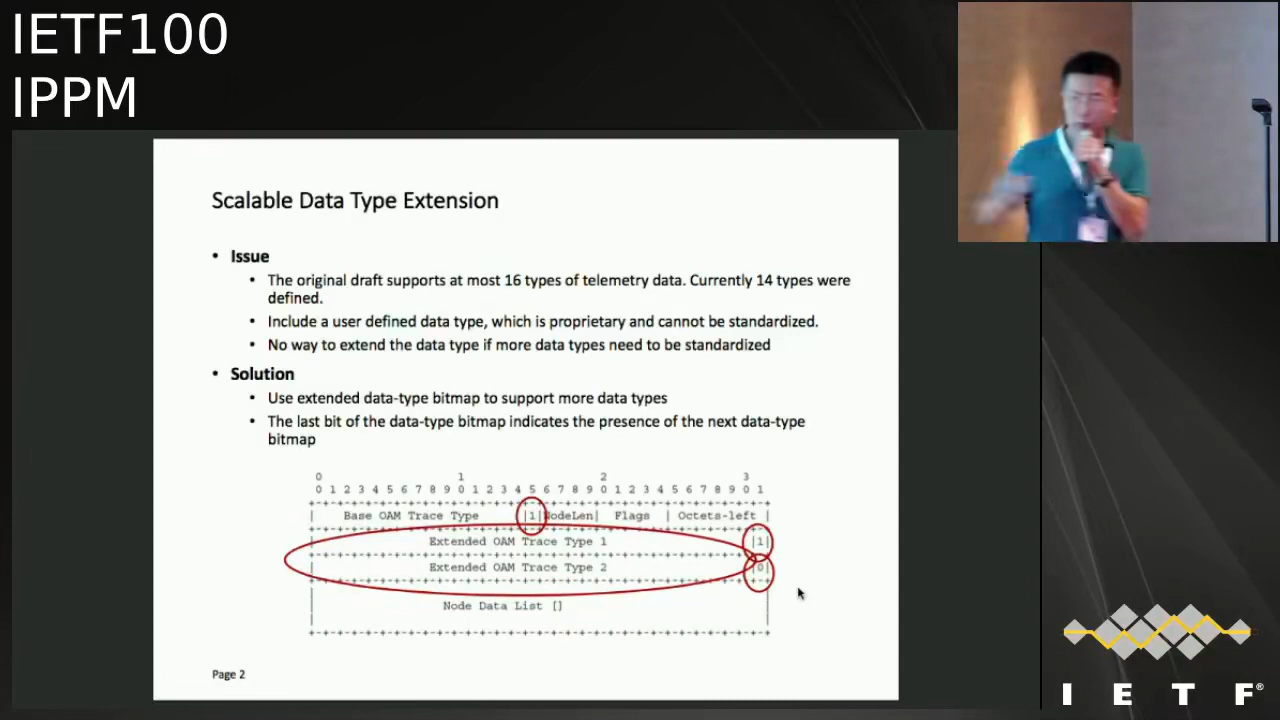 IETF100
IPPM
Scalable Data Type Extension
• Issue
• The original draft supports at most 16 types of telemetry data. Currently 14 types were
defined.
• Include a user defined data type, which is proprietary and cannot be standardized.
• No way to extend the data type if more data types need to be standardized
• Solution
• Use extended data-type bitmap to support more data types
• The last bit of the data-type bitmap indicates the presence of the next data-type
bitmap
0 1 2 3
0 1 2 3 4 5 6 7 8 9 0 1 2 3 4 5 6 7 8 9 0 1 2 3 4 5 6 7 8 9 0 1
+-+-+-+-+-+-+-+-+-+-+-+-+-+-+-+-+-+-+-+-+-+-+-+-+-+-+-+-+-+-+-+-+
| Base OAM Trace Type |1|NodeLen| Flags | Octets-left |
+-+-+-+-+-+-+-+-+-+-+-+-+-+-+-+-+-+-+-+-+-+-+-+-+-+-+-+-+-+-+-+-+
| Extended OAM Trace Type 1 |1|
+-+-+-+-+-+-+-+-+-+-+-+-+-+-+-+-+-+-+-+-+-+-+-+-+-+-+-+-+-+-+-+-+
| Extended OAM Trace Type 2 |0|
+-+-+-+-+-+-+-+-+-+-+-+-+-+-+-+-+-+-+-+-+-+-+-+-+-+-+-+-+-+-+-+-+
| Node Data List [] |
+-+-+-+-+-+-+-+-+-+-+-+-+-+-+-+-+-+-+-+-+-+-+-+-+-+-+-+-+-+-+-+-+
Page 2
I E T F®